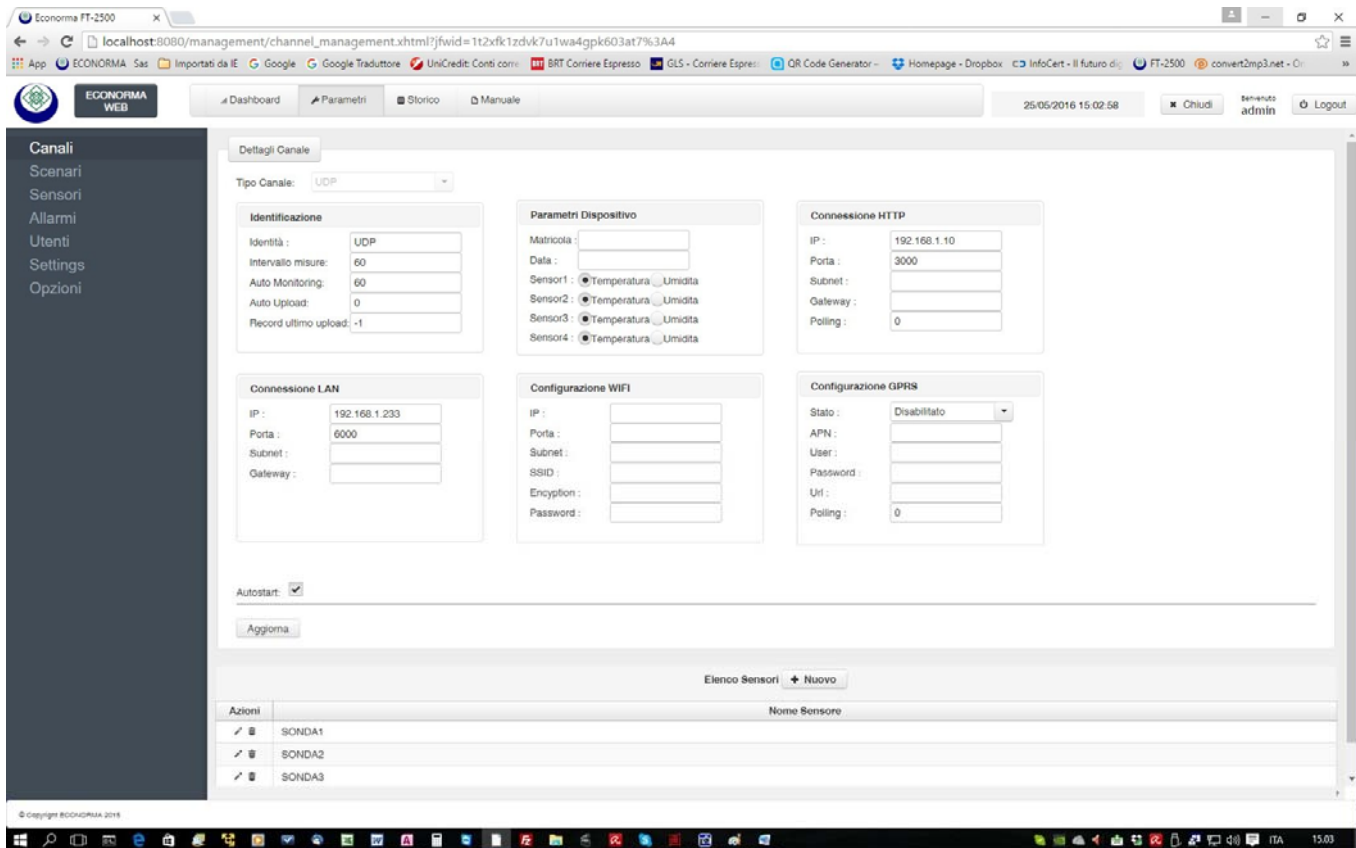 Econorma FT-2500
localhost:8080/management/channel_management.xhtml?jfwid=1t2xfk1zdvk7u1wa4gpk603at7%3A4
App ECONORMA Sas Importati da IE Google Google Traduttore UniCredit: Conti corre BRT Corriere Espresso GLS - Corriere Espres: QR Code Generator - Homepage - Dropbox InfoCert - Il futuro di FT-2500 convert2mp3.net - On
ECONORMA WEB
Dashboard Parametri Storico Manuale
25/05/2016 15:02:58
Chiudi
Benvenuto
admin
Logout
Canali
Scenari
Sensori
Allarmi
Utenti
Settings
Opzioni
Dettagli Canale
Tipo Canale: UDP
Identificazione
Identità : UDP
Intervallo misure: 60
Auto Monitoring: 60
Auto Upload: 0
Record ultimo upload: -1
Parametri Dispositivo
Matricola :
Data :
Sensor1 : Temperatura Umidita
Sensor2 : Temperatura Umidita
Sensor3 : Temperatura Umidita
Sensor4 : Temperatura Umidita
Connessione HTTP
IP : 192.168.1.10
Porta : 3000
Subnet :
Gateway :
Polling : 0
Connessione LAN
IP : 192.168.1.233
Porta : 6000
Subnet :
Gateway :
Configurazione WIFI
IP :
Porta :
Subnet :
SSID :
Encyption :
Password :
Configurazione GPRS
Stato : Disabilitato
APN :
User :
Password :
Url :
Polling : 0
Autostart:
Aggiorna
Elenco Sensori + Nuovo
Azioni Nome Sensore
SONDA1
SONDA2
SONDA3
© Copyright ECONORMA 2015
ITA 15.03